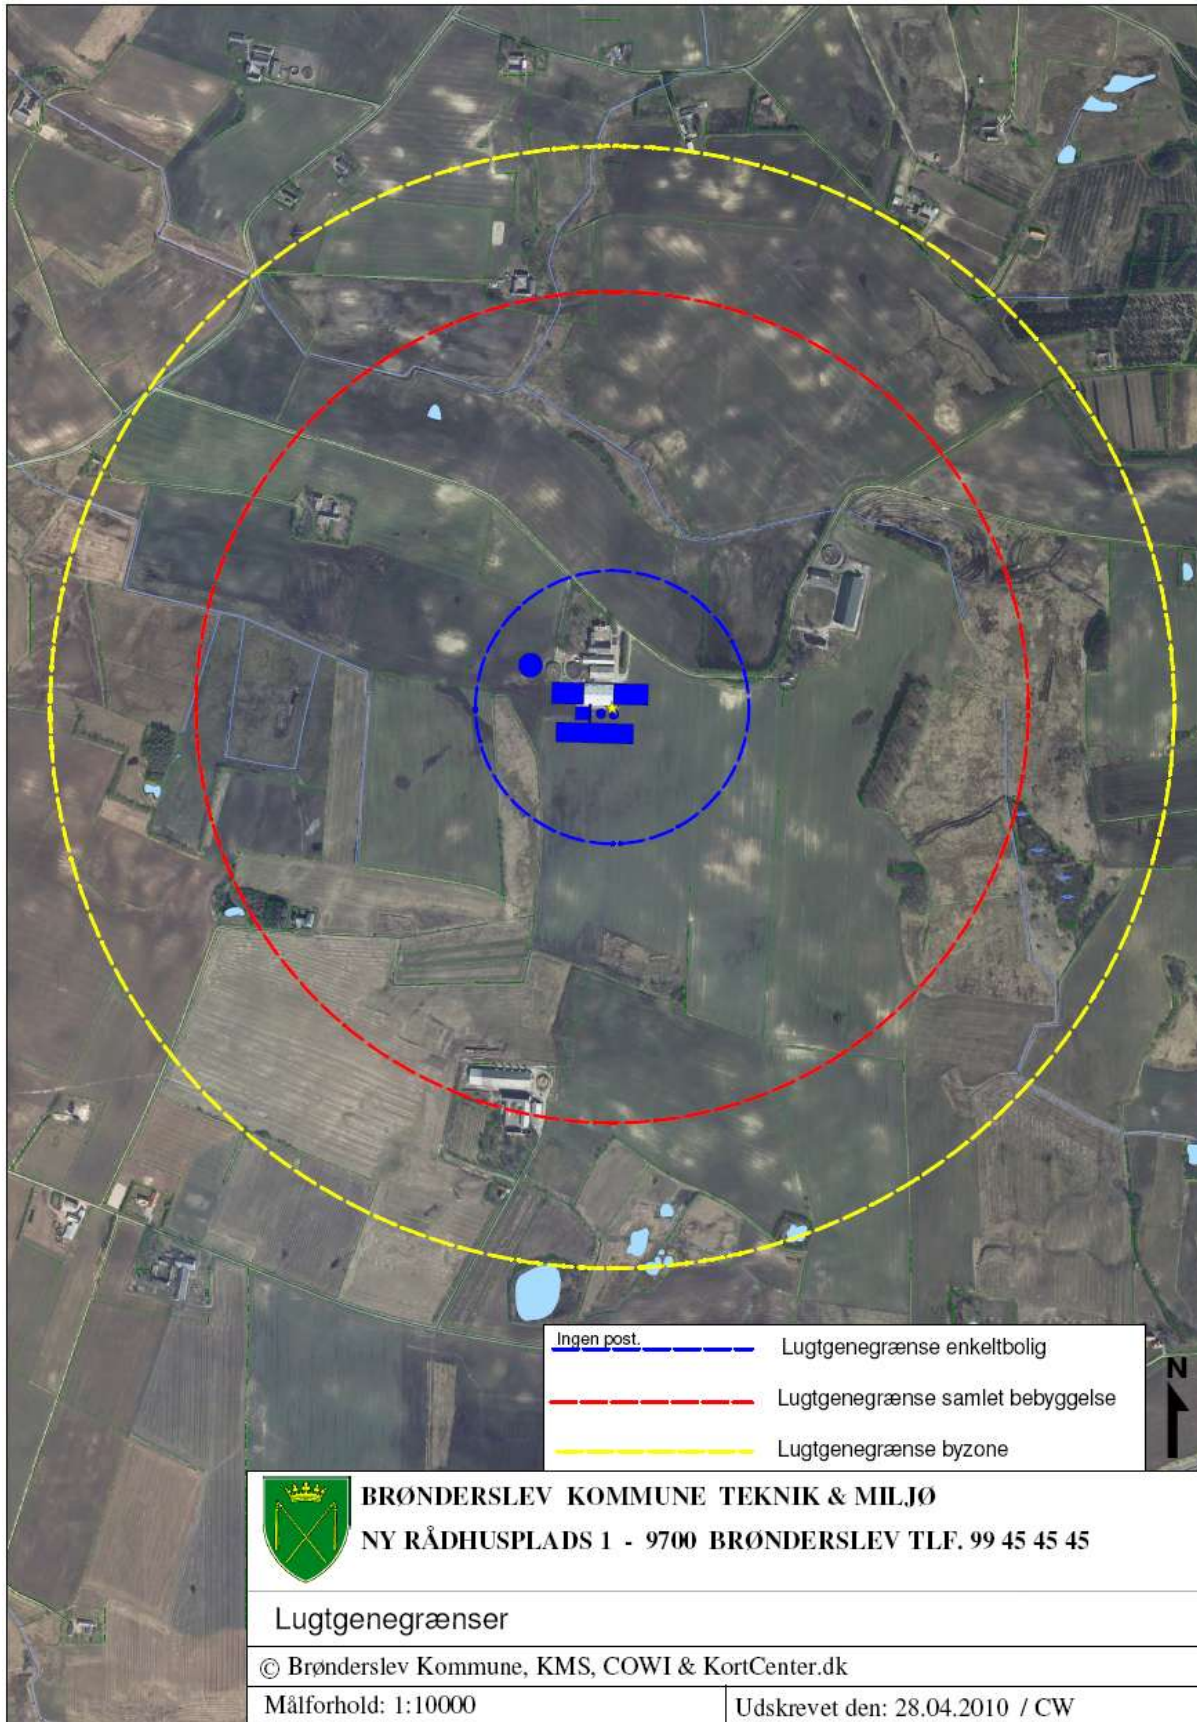 Ingen post.
Lugtgenegrænse enkeltbolig
Lugtgenegrænse samlet bebyggelse
Lugtgenegrænse byzone
N
BRØNDERSLEV KOMMUNE TEKNIK & MILJØ
NY RÅDHUSPLADS 1 - 9700 BRØNDERSLEV TLF. 99 45 45 45
Lugtgenegrænser
© Brønderslev Kommune, KMS, COWI & KortCenter.dk
Målforhold: 1:10000
Udskrevet den: 28.04.2010 / CW